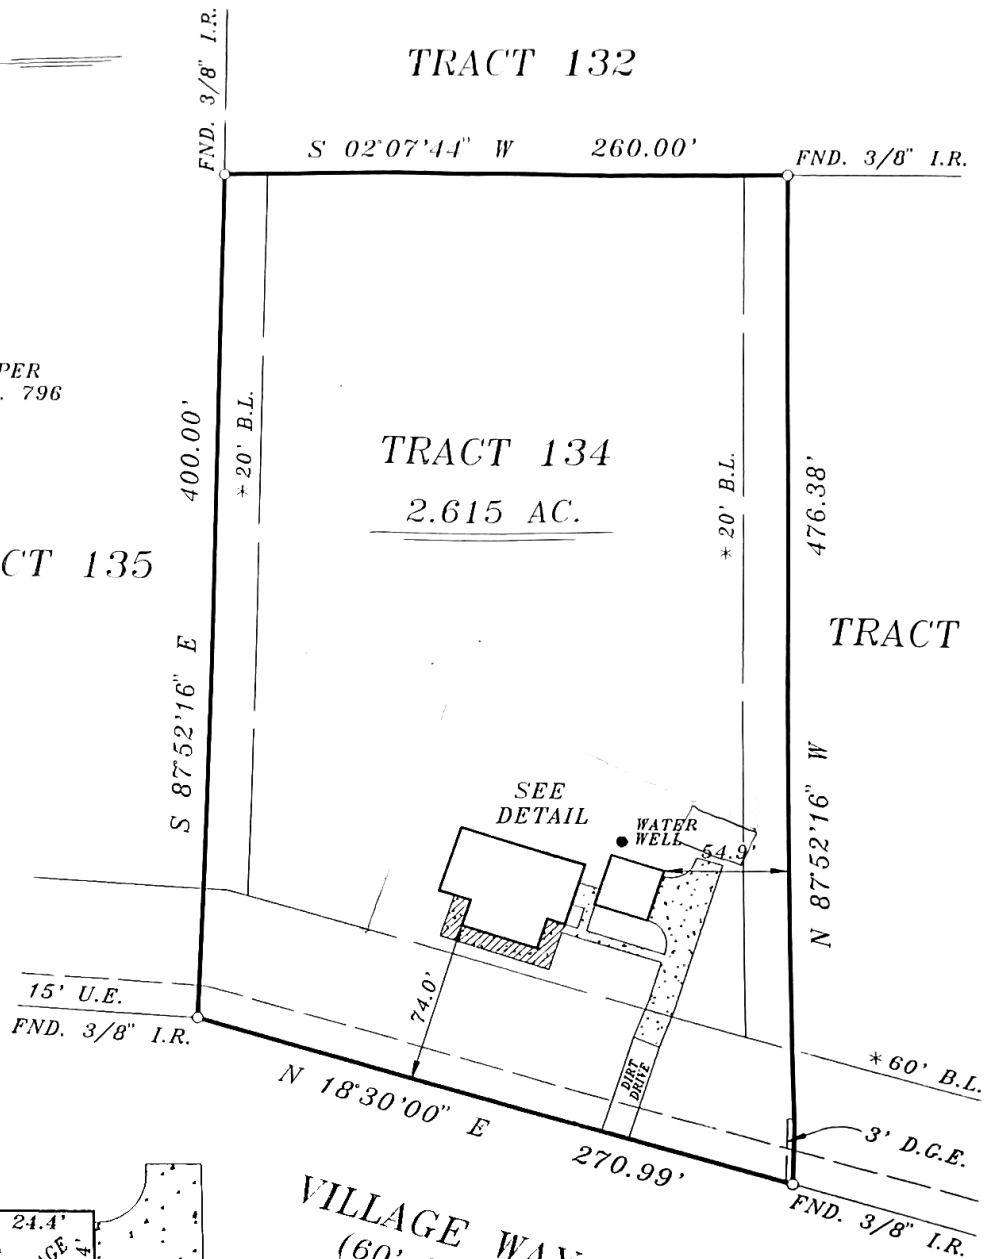 FND. 3/8" I.R.
TRACT 132
S 02°07'44" W 260.00'
FND. 3/8" I.R.
PER
. 796
400.00'
* 20' B.L.
TRACT 134
2.615 AC.
* 20' B.L.
476.38'
CT 135
TRACT
S 87°52'16" E
N 87°52'16" W
SEE
DETAIL
WATER
WELL
54.9'
15' U.E.
FND. 3/8" I.R.
74.0'
DIRT
DRIVE
* 60' B.L.
N 18°30'00" E
270.99'
3' D.G.E.
FND. 3/8" I.R.
24.4'
VILLAGE WAY
(60'